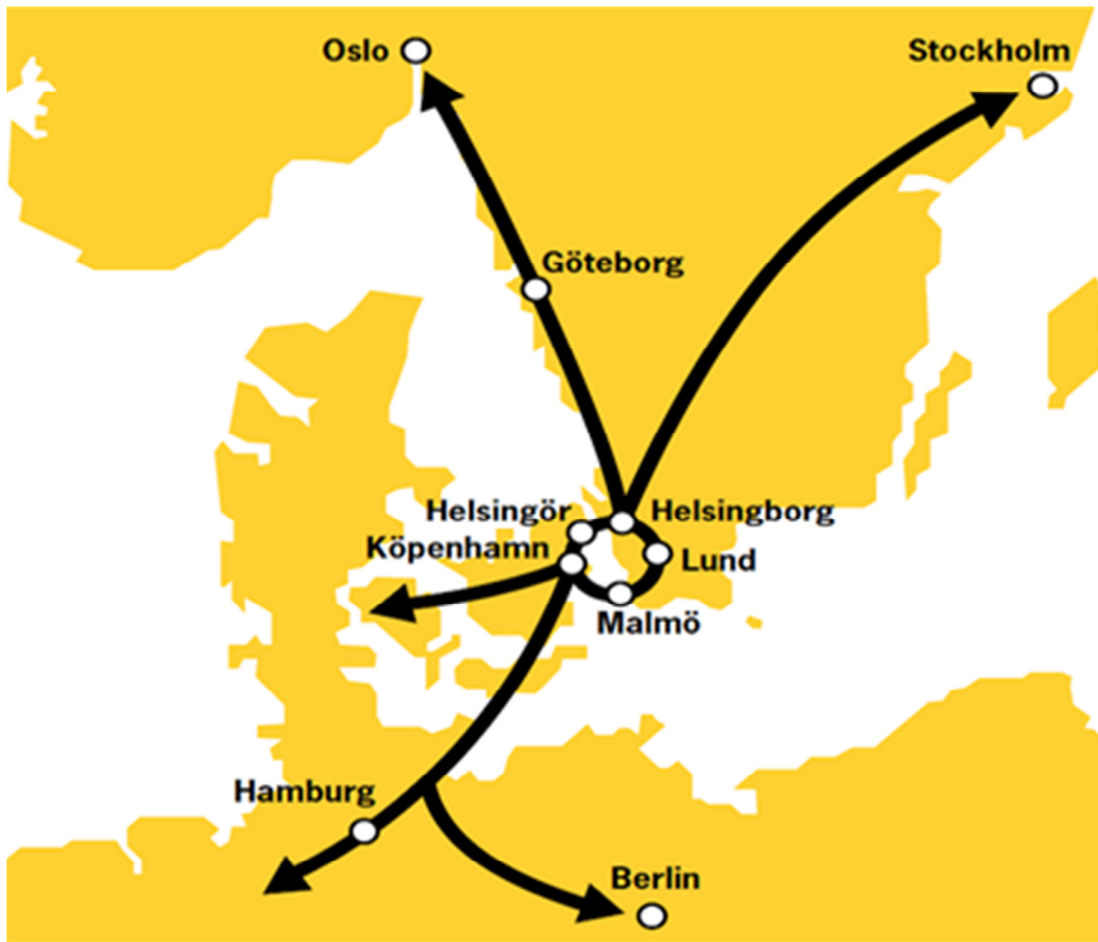 Oslo
Stockholm
Göteborg
Helsingör
Helsingborg
Köpenhamn
Lund
Malmö
Hamburg
Berlin